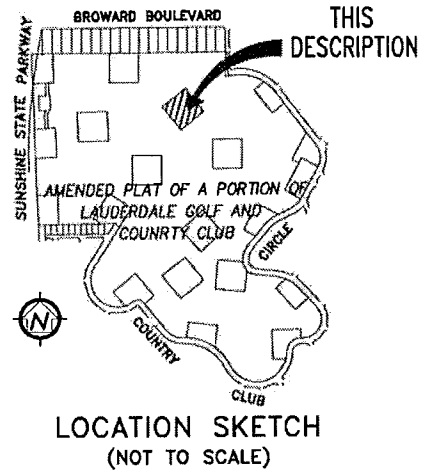 BROWARD BOULEVARD
THIS
DESCRIPTION
SUNSHINE STATE PARKWAY
AMENDED PLAT OF A PORTION OF
LAUDERDALE GOLF AND
COUNRTY CLUB
CIRCLE
N
COUNTRY
CLUB
LOCATION SKETCH
(NOT TO SCALE)